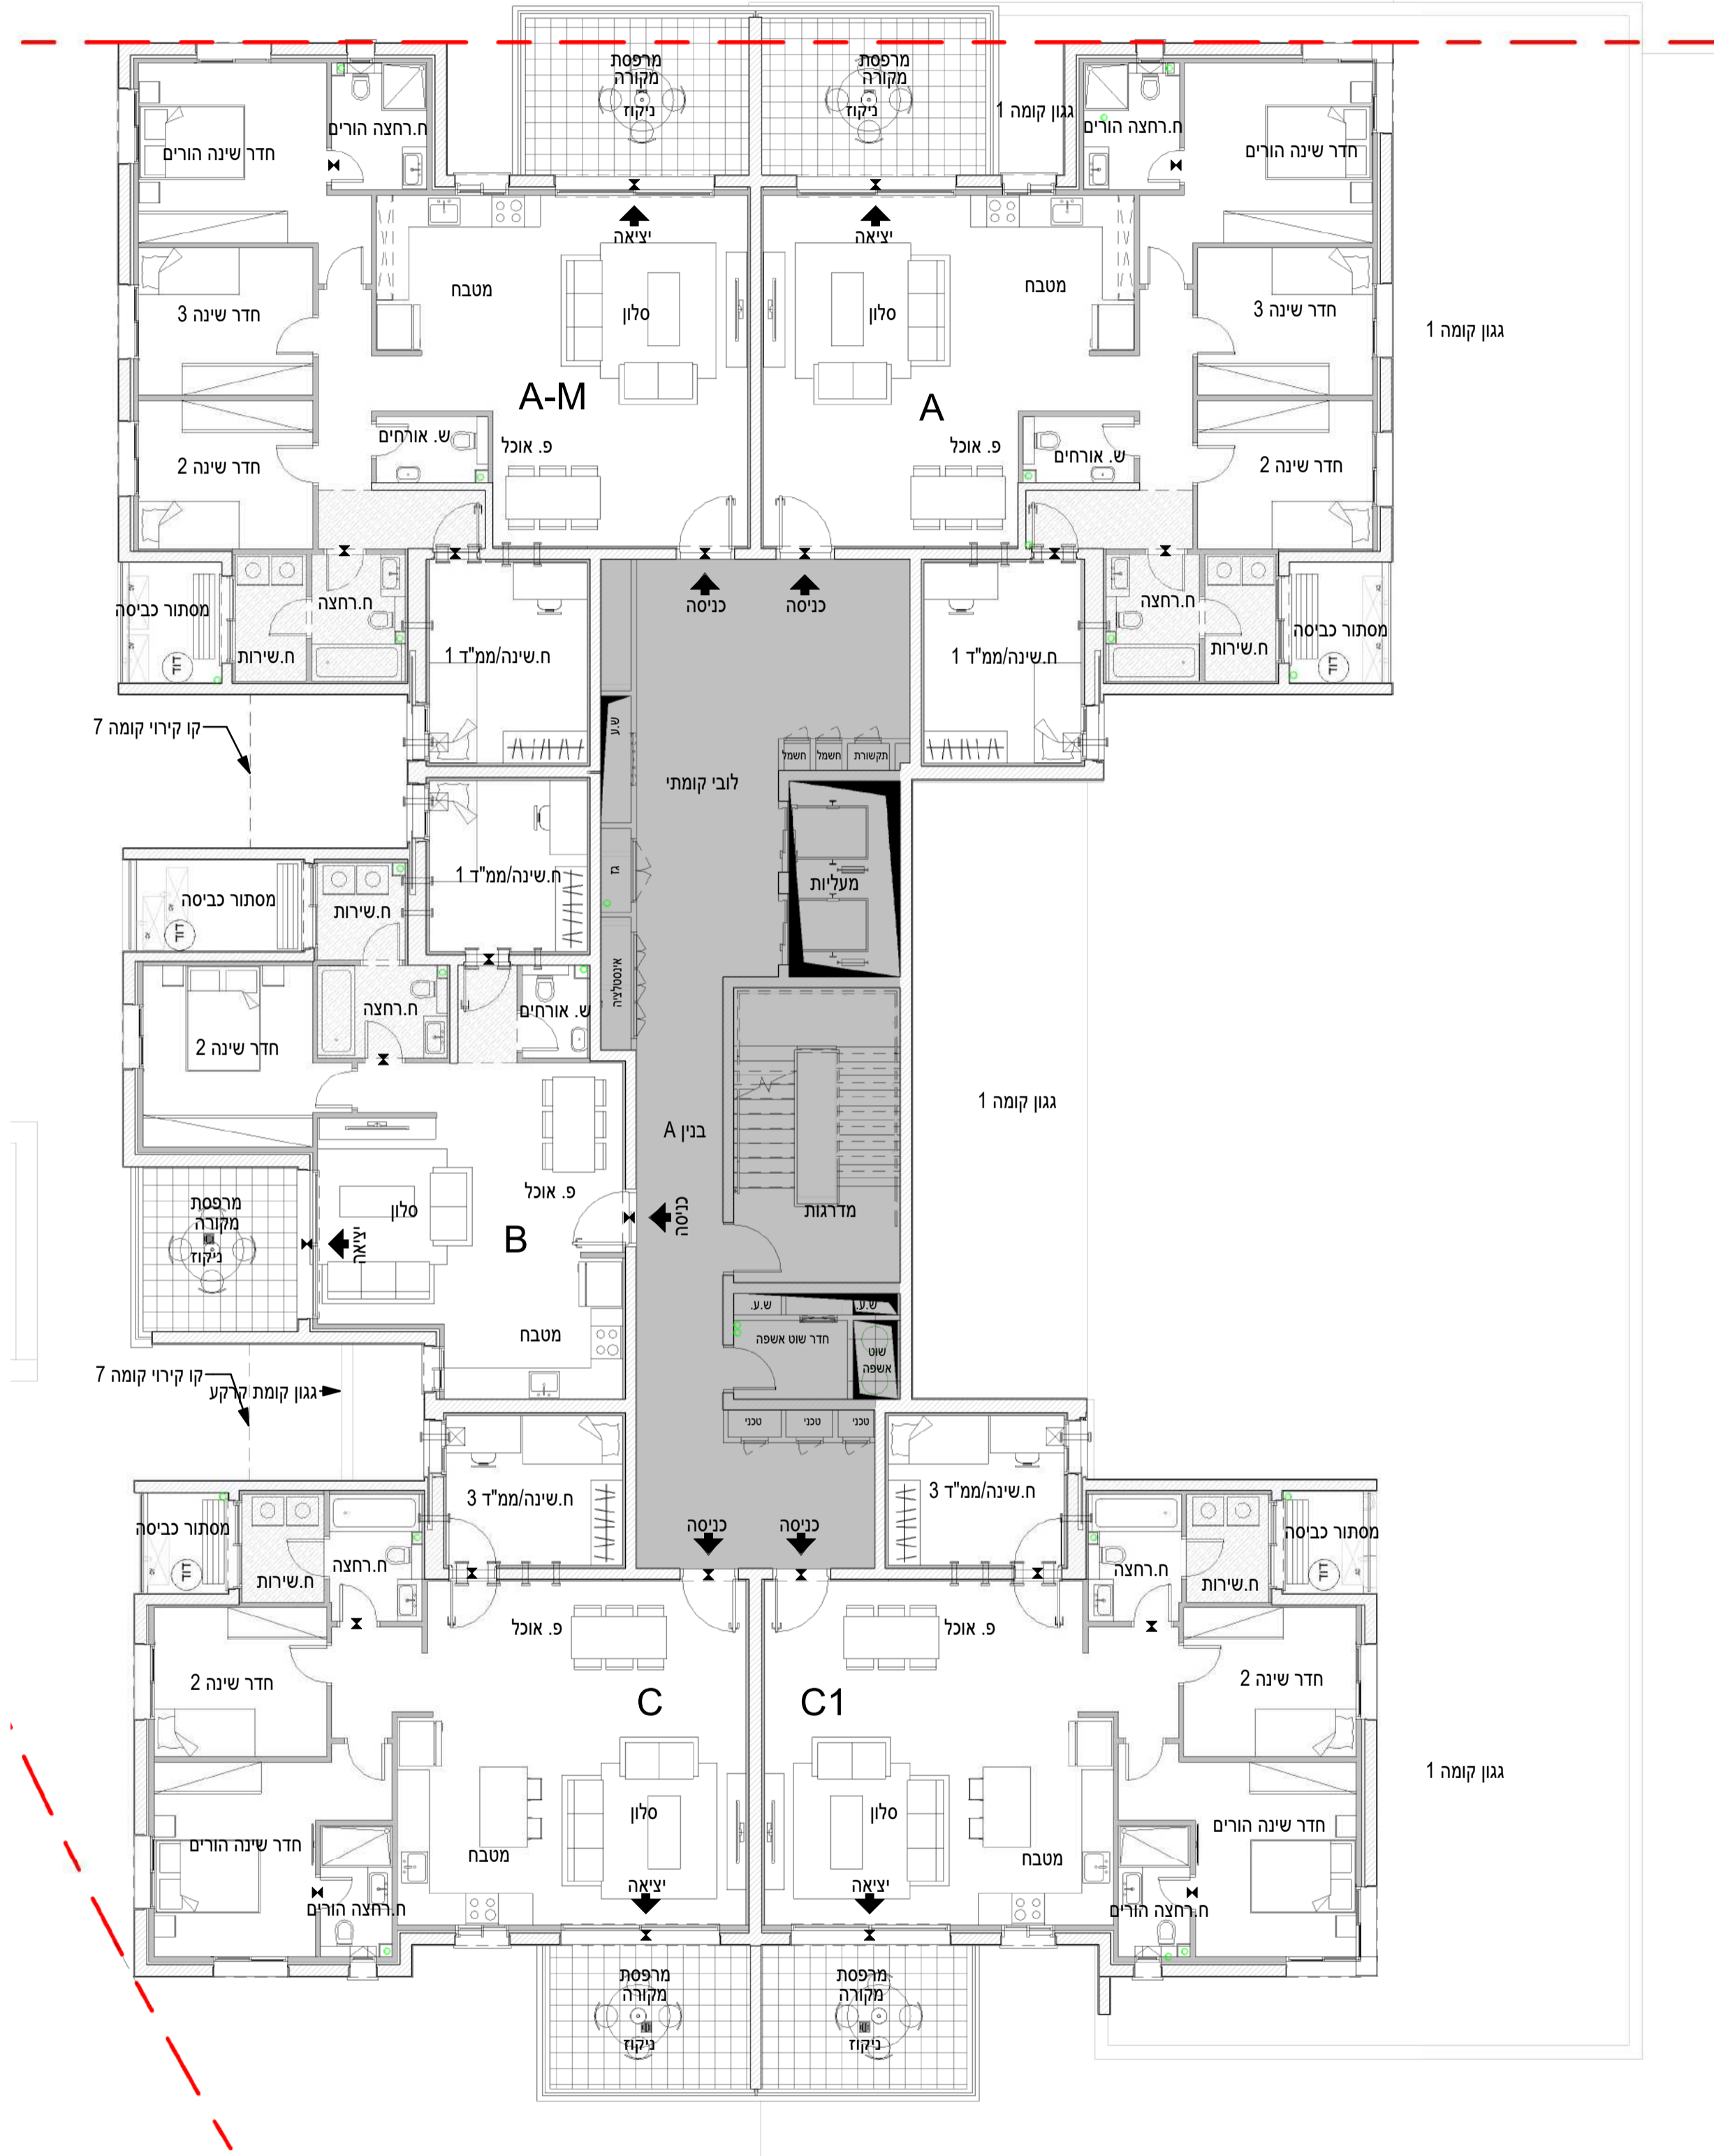 מרפסת
מקורה
ניקוז
מרפסת
מקורה
ניקוז
גגון קומה 1
ח.רחצה הורים
ח.רחצה הורים
חדר שינה הורים
חדר שינה הורים
יציאה
יציאה
מטבח
מטבח
סלון
סלון
חדר שינה 3
חדר שינה 3
גגון קומה 1
A-M
A
ש. אורחים
פ. אוכל
פ. אוכל
ש. אורחים
חדר שינה 2
חדר שינה 2
כניסה
כניסה
מסתור כביסה
ח.רחצה
ח.רחצה
מסתור כביסה
ח.שירות
ח.שינה/ממ"ד 1
ח.שינה/ממ"ד 1
ח.שירות
דוד
דוד
ש.ע
קו קירוי קומה 7
חשמל
חשמל
תקשורת
לובי קומתי
גז
ח.שינה/ממ"ד 1
מעליות
מסתור כביסה
ח.שירות
דוד
אינסטלציה
ח.רחצה
ש. אורחים
חדר שינה 2
גגון קומה 1
בנין A
פ. אוכל
מרפסת
מקורה
ניקוז
סלון
יציאה
B
כניסה
מדרגות
ש.ע.
ש.ע.
חדר שוט אשפה
שוט
אשפה
מטבח
קו קירוי קומה 7
גגון קומת קרקע
טכני
טכני
טכני
ח.שינה/ממ"ד 3
ח.שינה/ממ"ד 3
כניסה
כניסה
מסתור כביסה
מסתור כביסה
ח.רחצה
ח.רחצה
ח.שירות
ח.שירות
דוד
דוד
פ. אוכל
פ. אוכל
חדר שינה 2
חדר שינה 2
C
C1
גגון קומה 1
סלון
סלון
חדר שינה הורים
חדר שינה הורים
מטבח
מטבח
יציאה
יציאה
ח.רחצה הורים
ח.רחצה הורים
מרפסת
מקורה
ניקוז
מרפסת
מקורה
ניקוז